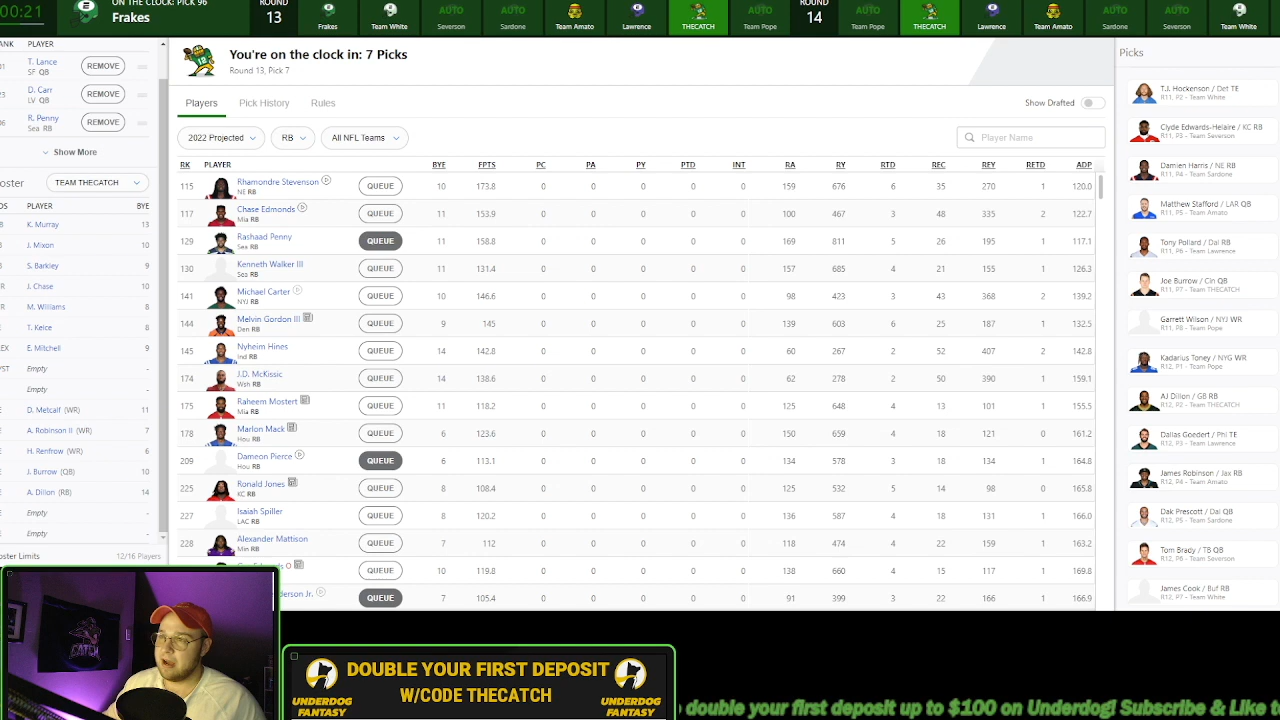 00:21
ON THE CLOCK: PICK 96
Frakes
ROUND
13
Frakes
Team White
AUTO
Severson
AUTO
Sardone
Team Amato
Lawrence
THECATCH
AUTO
Team Pope
ROUND
14
AUTO
Team Pope
THECATCH
Lawrence
Team Amato
AUTO
Sardone
AUTO
Severson
Team White
PLAYER
T. Lance
SF QB
REMOVE
D. Carr
LV QB
REMOVE
R. Penny
Sea RB
REMOVE
Show More
TEAM THECATCH
PLAYER BYE
K. Murray 13
J. Mixon 10
S. Barkley 9
J. Chase 10
M. Williams 8
T. Kelce 8
E. Mitchell 9
Empty -
Empty -
D. Metcalf (WR) 11
A. Robinson II (WR) 7
H. Renfrow (WR) 6
J. Burrow (QB) 10
A. Dillon (RB) 14
Empty -
Empty -
12/16 Players
You're on the clock in: 7 Picks
Round 13, Pick 7
Players Pick History Rules
Show Drafted
2022 Projected RB All NFL Teams
Player Name
RK PLAYER BYE FPTS PC PA PY PTD INT RA RY RTD REC REY RETD ADP
115 Rhamondre Stevenson NE RB QUEUE 10 173.8 0 0 0 0 0 159 676 6 35 270 1 120.0
117 Chase Edmonds Mia RB QUEUE 11 153.9 0 0 0 0 0 100 467 3 48 335 2 122.7
129 Rashaad Penny Sea RB QUEUE 11 158.8 0 0 0 0 0 169 811 5 26 195 1 117.1
130 Kenneth Walker III Sea RB QUEUE 11 131.4 0 0 0 0 0 157 685 4 21 155 1 126.3
141 Michael Carter NYJ RB QUEUE 10 146.6 0 0 0 0 0 98 423 3 43 368 2 139.2
144 Melvin Gordon III Den RB QUEUE 9 145 0 0 0 0 0 139 603 6 25 187 1 132.5
145 Nyheim Hines Ind RB QUEUE 14 142.8 0 0 0 0 0 60 267 2 52 407 2 142.8
174 J.D. McKissic Wsh RB QUEUE 14 138.6 0 0 0 0 0 62 278 2 50 390 1 159.1
175 Raheem Mostert Mia RB QUEUE 11 118.2 0 0 0 0 0 125 648 4 13 101 1 155.5
178 Marlon Mack Hou RB QUEUE 6 123.6 0 0 0 0 0 150 659 4 18 121 0 161.2
209 Dameon Pierce Hou RB QUEUE 6 113.1 0 0 0 0 0 134 578 3 18 134 1 164.8
225 Ronald Jones KC RB QUEUE 8 108.4 0 0 0 0 0 125 532 5 14 98 0 165.8
227 Isaiah Spiller LAC RB QUEUE 8 120.2 0 0 0 0 0 136 587 4 18 131 1 166.0
228 Alexander Mattison Min RB QUEUE 7 112 0 0 0 0 0 118 474 4 22 159 1 163.2
QUEUE 10 119.8 0 0 0 0 0 138 660 4 15 117 1 169.8
QUEUE 7 105.4 0 0 0 0 0 91 399 3 22 166 1 166.9
Picks
T.J. Hockenson / Det TE
R11, P2 - Team White
Clyde Edwards-Helaire / KC RB
R11, P3 - Team Severson
Damien Harris / NE RB
R11, P4 - Team Sardone
Matthew Stafford / LAR QB
R11, P5 - Team Amato
Tony Pollard / Dal RB
R11, P6 - Team Lawrence
Joe Burrow / Cin QB
R11, P7 - Team THECATCH
Garrett Wilson / NYJ WR
R11, P8 - Team Pope
Kadarius Toney / NYG WR
R12, P1 - Team Pope
AJ Dillon / GB RB
R12, P2 - Team THECATCH
Dallas Goedert / Phi TE
R12, P3 - Team Lawrence
James Robinson / Jax RB
R12, P4 - Team Amato
Dak Prescott / Dal QB
R12, P5 - Team Sardone
Tom Brady / TB QB
R12, P6 - Team Severson
James Cook / Buf RB
R12, P7 - Team White
CATCH
DOUBLE YOUR FIRST DEPOSIT
W/CODE THECATCH
UNDERDOG
FANTASY
UNDERDOG
FANTASY
double your first deposit up to $100 on Underdog! Subscribe & Like